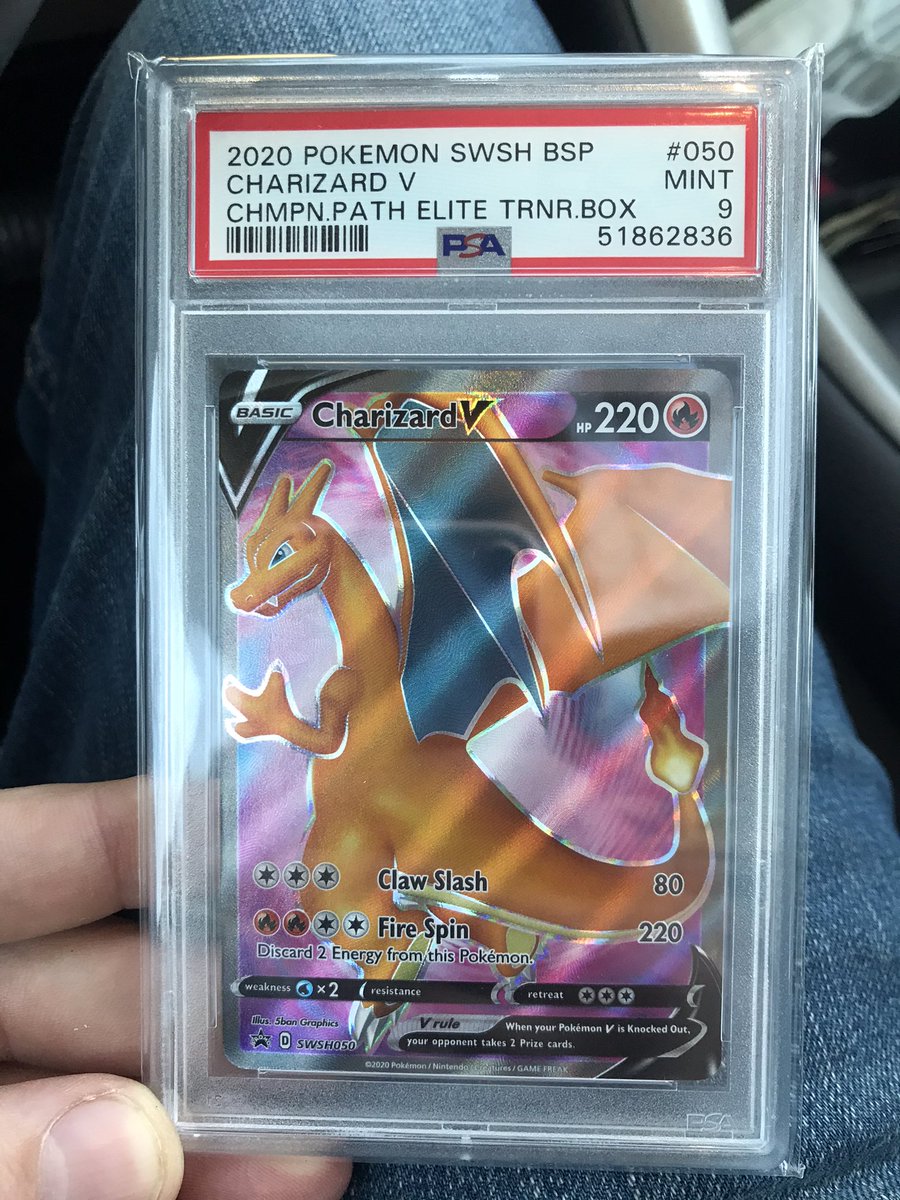 2020 POKEMON SWSH BSP #050
CHARIZARD V MINT
CHMPN.PATH ELITE TRNR.BOX 9
PSA 51862836
BASIC Charizard V HP 220
Claw Slash 80
Fire Spin 220
Discard 2 Energy from this Pokémon.
weakness ×2 resistance retreat
Illus. 5ban Graphics
V rule When your Pokémon V is Knocked Out,
your opponent takes 2 Prize cards.
D SWSH050
©2020 Pokémon / Nintendo / Creatures / GAME FREAK
PSA